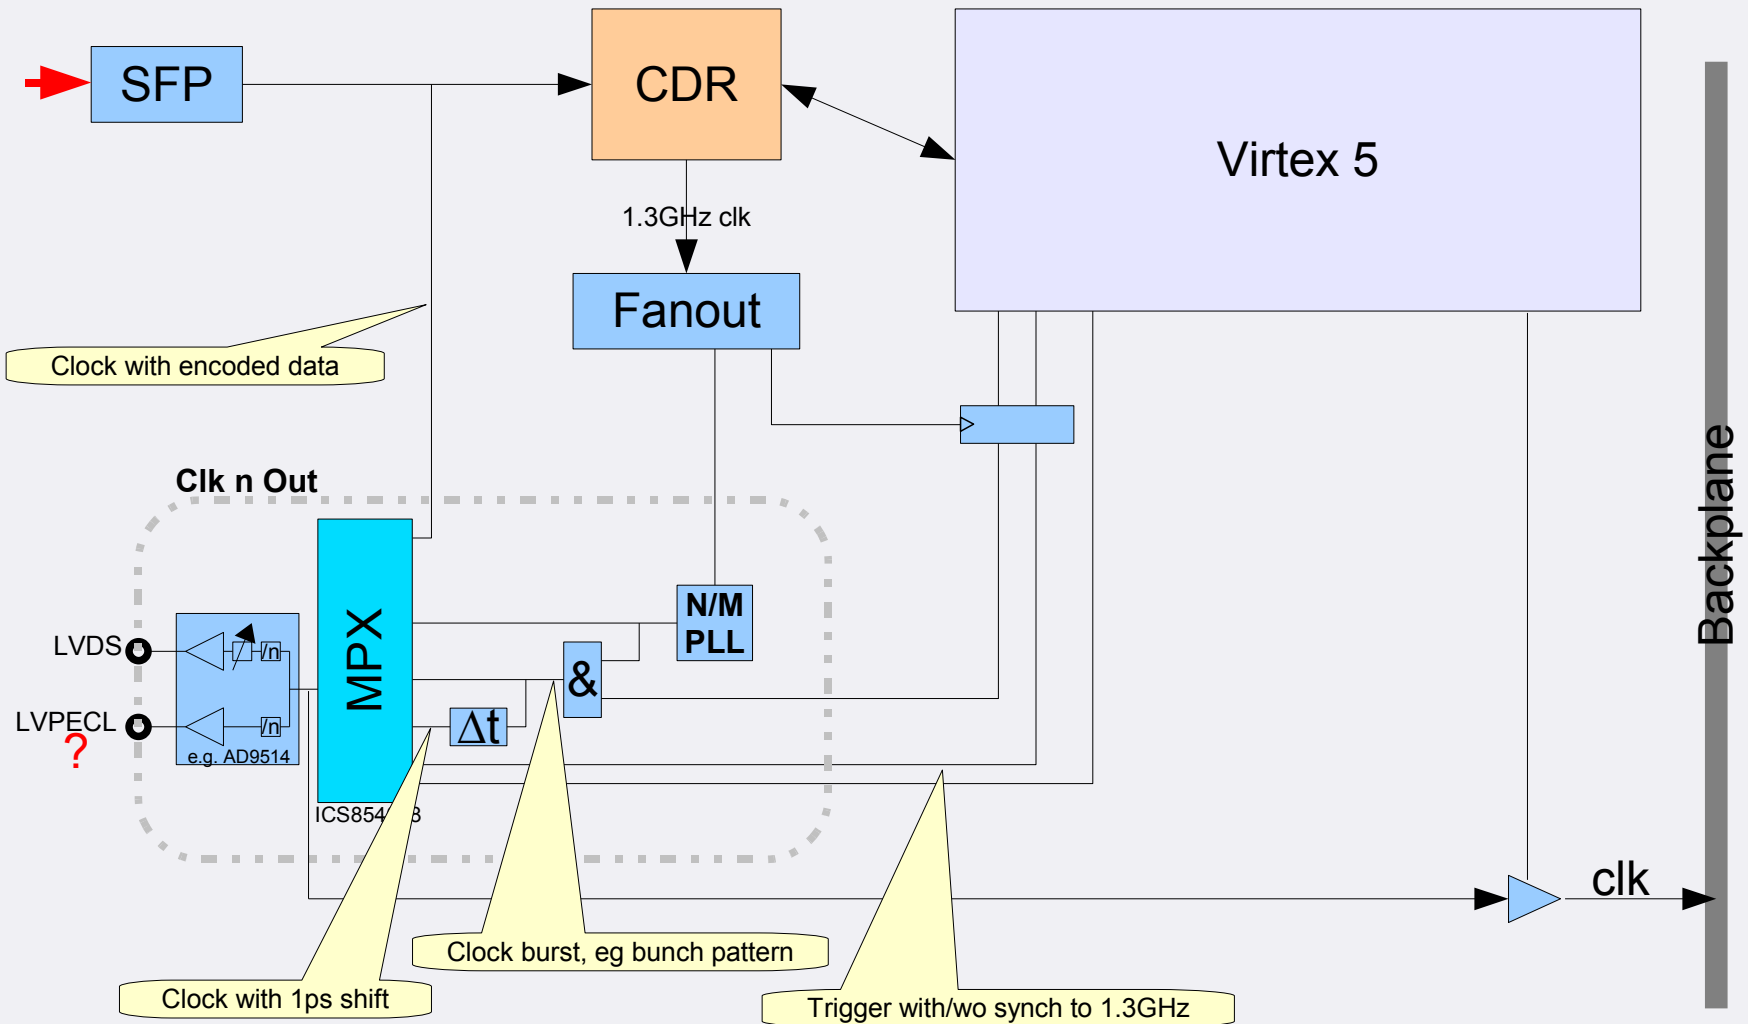 SFP
CDR
Virtex 5
1.3GHz clk
Fanout
Clock with encoded data
Clk n Out
Backplane
N/M
PLL
MPX
&
LVDS
/n
LVPECL
?
/n
Δt
e.g. AD9514
clk
Clock burst, eg bunch pattern
Clock with 1ps shift
Trigger with/wo synch to 1.3GHz